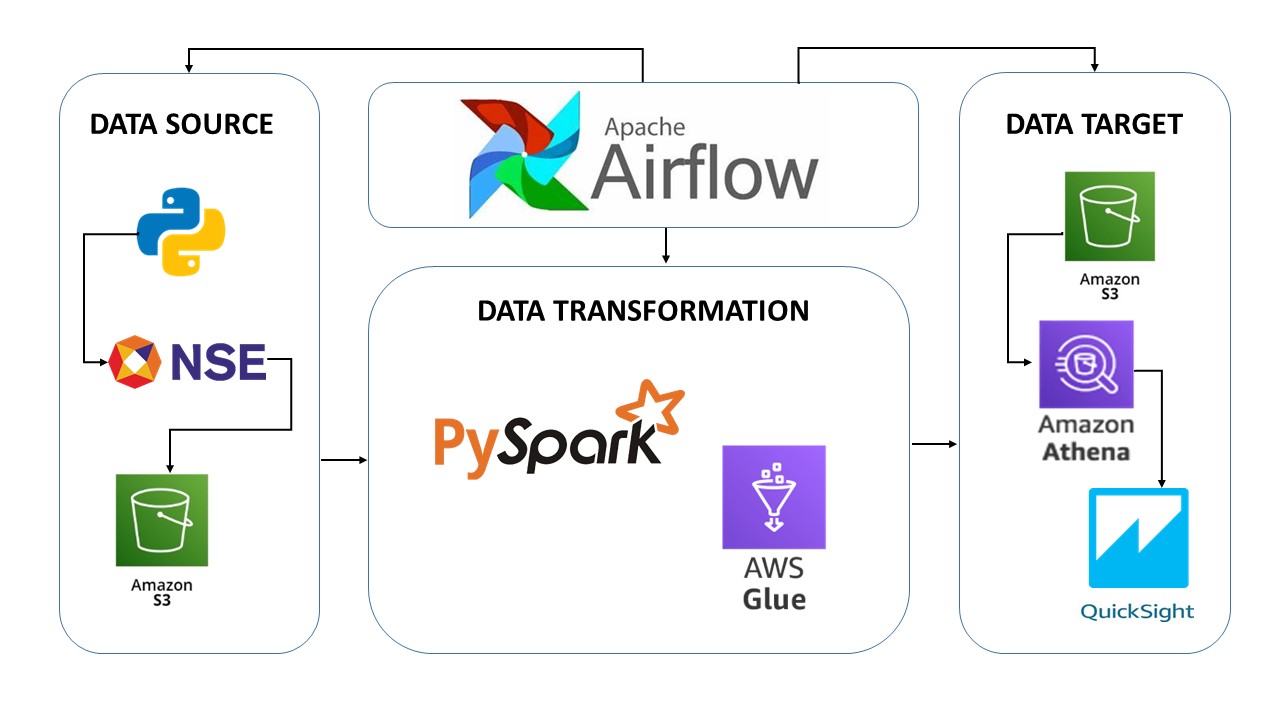 DATA SOURCE
NSE
Amazon
S3
Apache
Airflow
DATA TRANSFORMATION
PySpark
AWS
Glue
DATA TARGET
Amazon
S3
Amazon
Athena
QuickSight